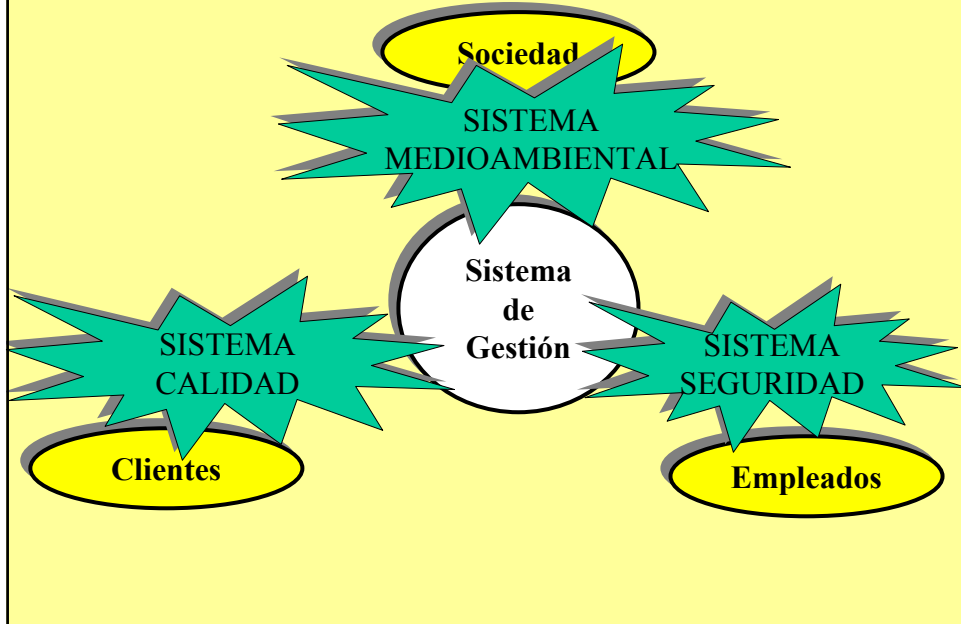 Sociedad
SISTEMA
MEDIOAMBIENTAL
Sistema
de
Gestión
SISTEMA
CALIDAD
Clientes
SISTEMA
SEGURIDAD
Empleados